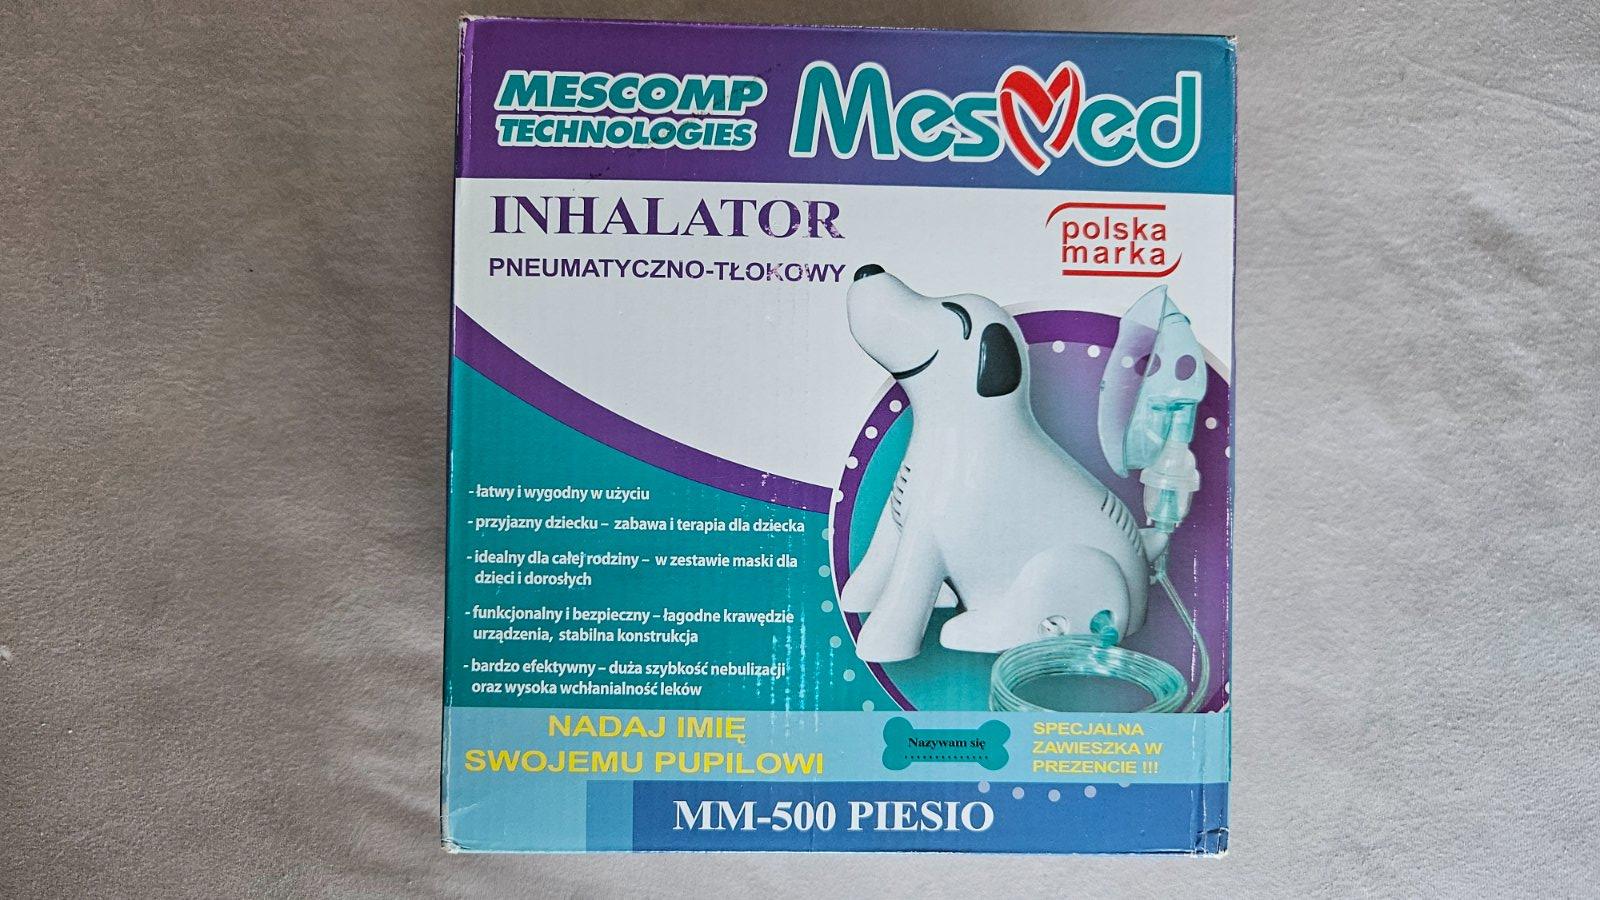 MESCOMP
TECHNOLOGIES
MesMed
INHALATOR
PNEUMATYCZNO-TŁOKOWY
polska
marka
- łatwy i wygodny w użyciu
- przyjazny dziecku – zabawa i terapia dla dziecka
- idealny dla całej rodziny – w zestawie maski dla
dzieci i dorosłych
- funkcjonalny i bezpieczny – łagodne krawędzie
urządzenia, stabilna konstrukcja
- bardzo efektywny – duża szybkość nebulizacji
oraz wysoka wchłanialność leków
NADAJ IMIĘ
SWOJEMU PUPILOWI
Nazywam się
SPECJALNA
ZAWIESZKA W
PREZENCIE !!!
MM-500 PIESIO